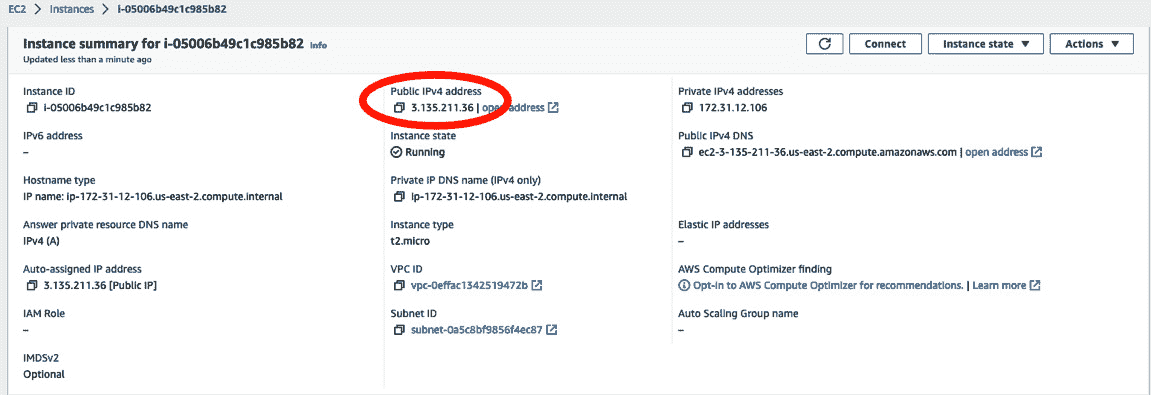 EC2 > Instances > i-05006b49c1c985b82
Instance summary for i-05006b49c1c985b82 Info
Updated less than a minute ago
Connect
Instance state ▼
Actions ▼
Instance ID
i-05006b49c1c985b82
Public IPv4 address
3.135.211.36 | open address
Private IPv4 addresses
172.31.12.106
IPv6 address
–
Instance state
Running
Public IPv4 DNS
ec2-3-135-211-36.us-east-2.compute.amazonaws.com | open address
Hostname type
IP name: ip-172-31-12-106.us-east-2.compute.internal
Private IP DNS name (IPv4 only)
ip-172-31-12-106.us-east-2.compute.internal
Answer private resource DNS name
IPv4 (A)
Instance type
t2.micro
Elastic IP addresses
–
Auto-assigned IP address
3.135.211.36 [Public IP]
VPC ID
vpc-0effac1342519472b
AWS Compute Optimizer finding
Opt-in to AWS Compute Optimizer for recommendations. | Learn more
IAM Role
–
Subnet ID
subnet-0a5c8bf9856f4ec87
Auto Scaling Group name
–
IMDSv2
Optional